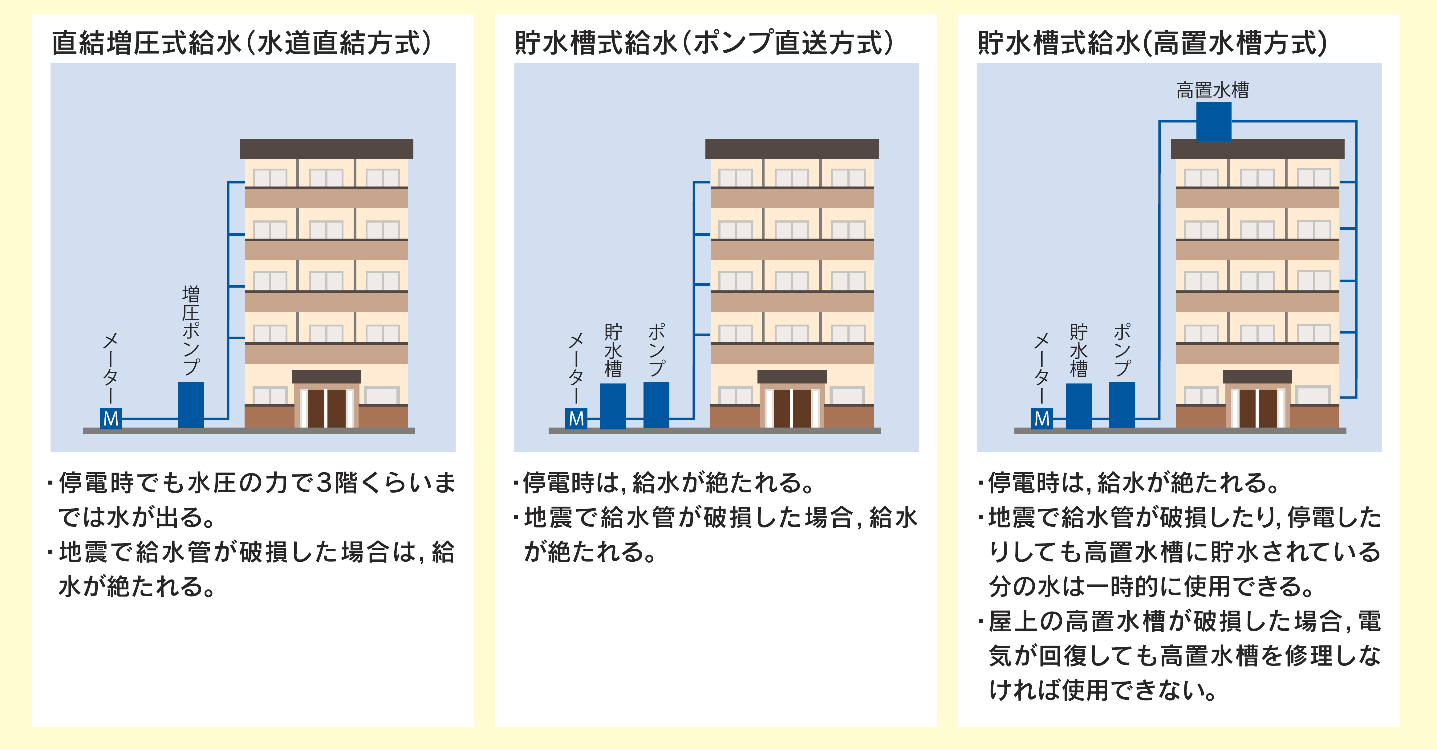 直結増圧式給水（水道直結方式）
増圧ポンプ
メーター
M
・停電時でも水圧の力で3階くらいま
では水が出る。
・地震で給水管が破損した場合は，給
水が絶たれる。
貯水槽式給水（ポンプ直送方式）
メーター
貯水槽
ポンプ
M
・停電時は，給水が絶たれる。
・地震で給水管が破損した場合，給水
が絶たれる。
貯水槽式給水(高置水槽方式)
高置水槽
メーター
貯水槽
ポンプ
M
・停電時は，給水が絶たれる。
・地震で給水管が破損したり，停電した
りしても高置水槽に貯水されている
分の水は一時的に使用できる。
・屋上の高置水槽が破損した場合，電
気が回復しても高置水槽を修理しな
ければ使用できない。